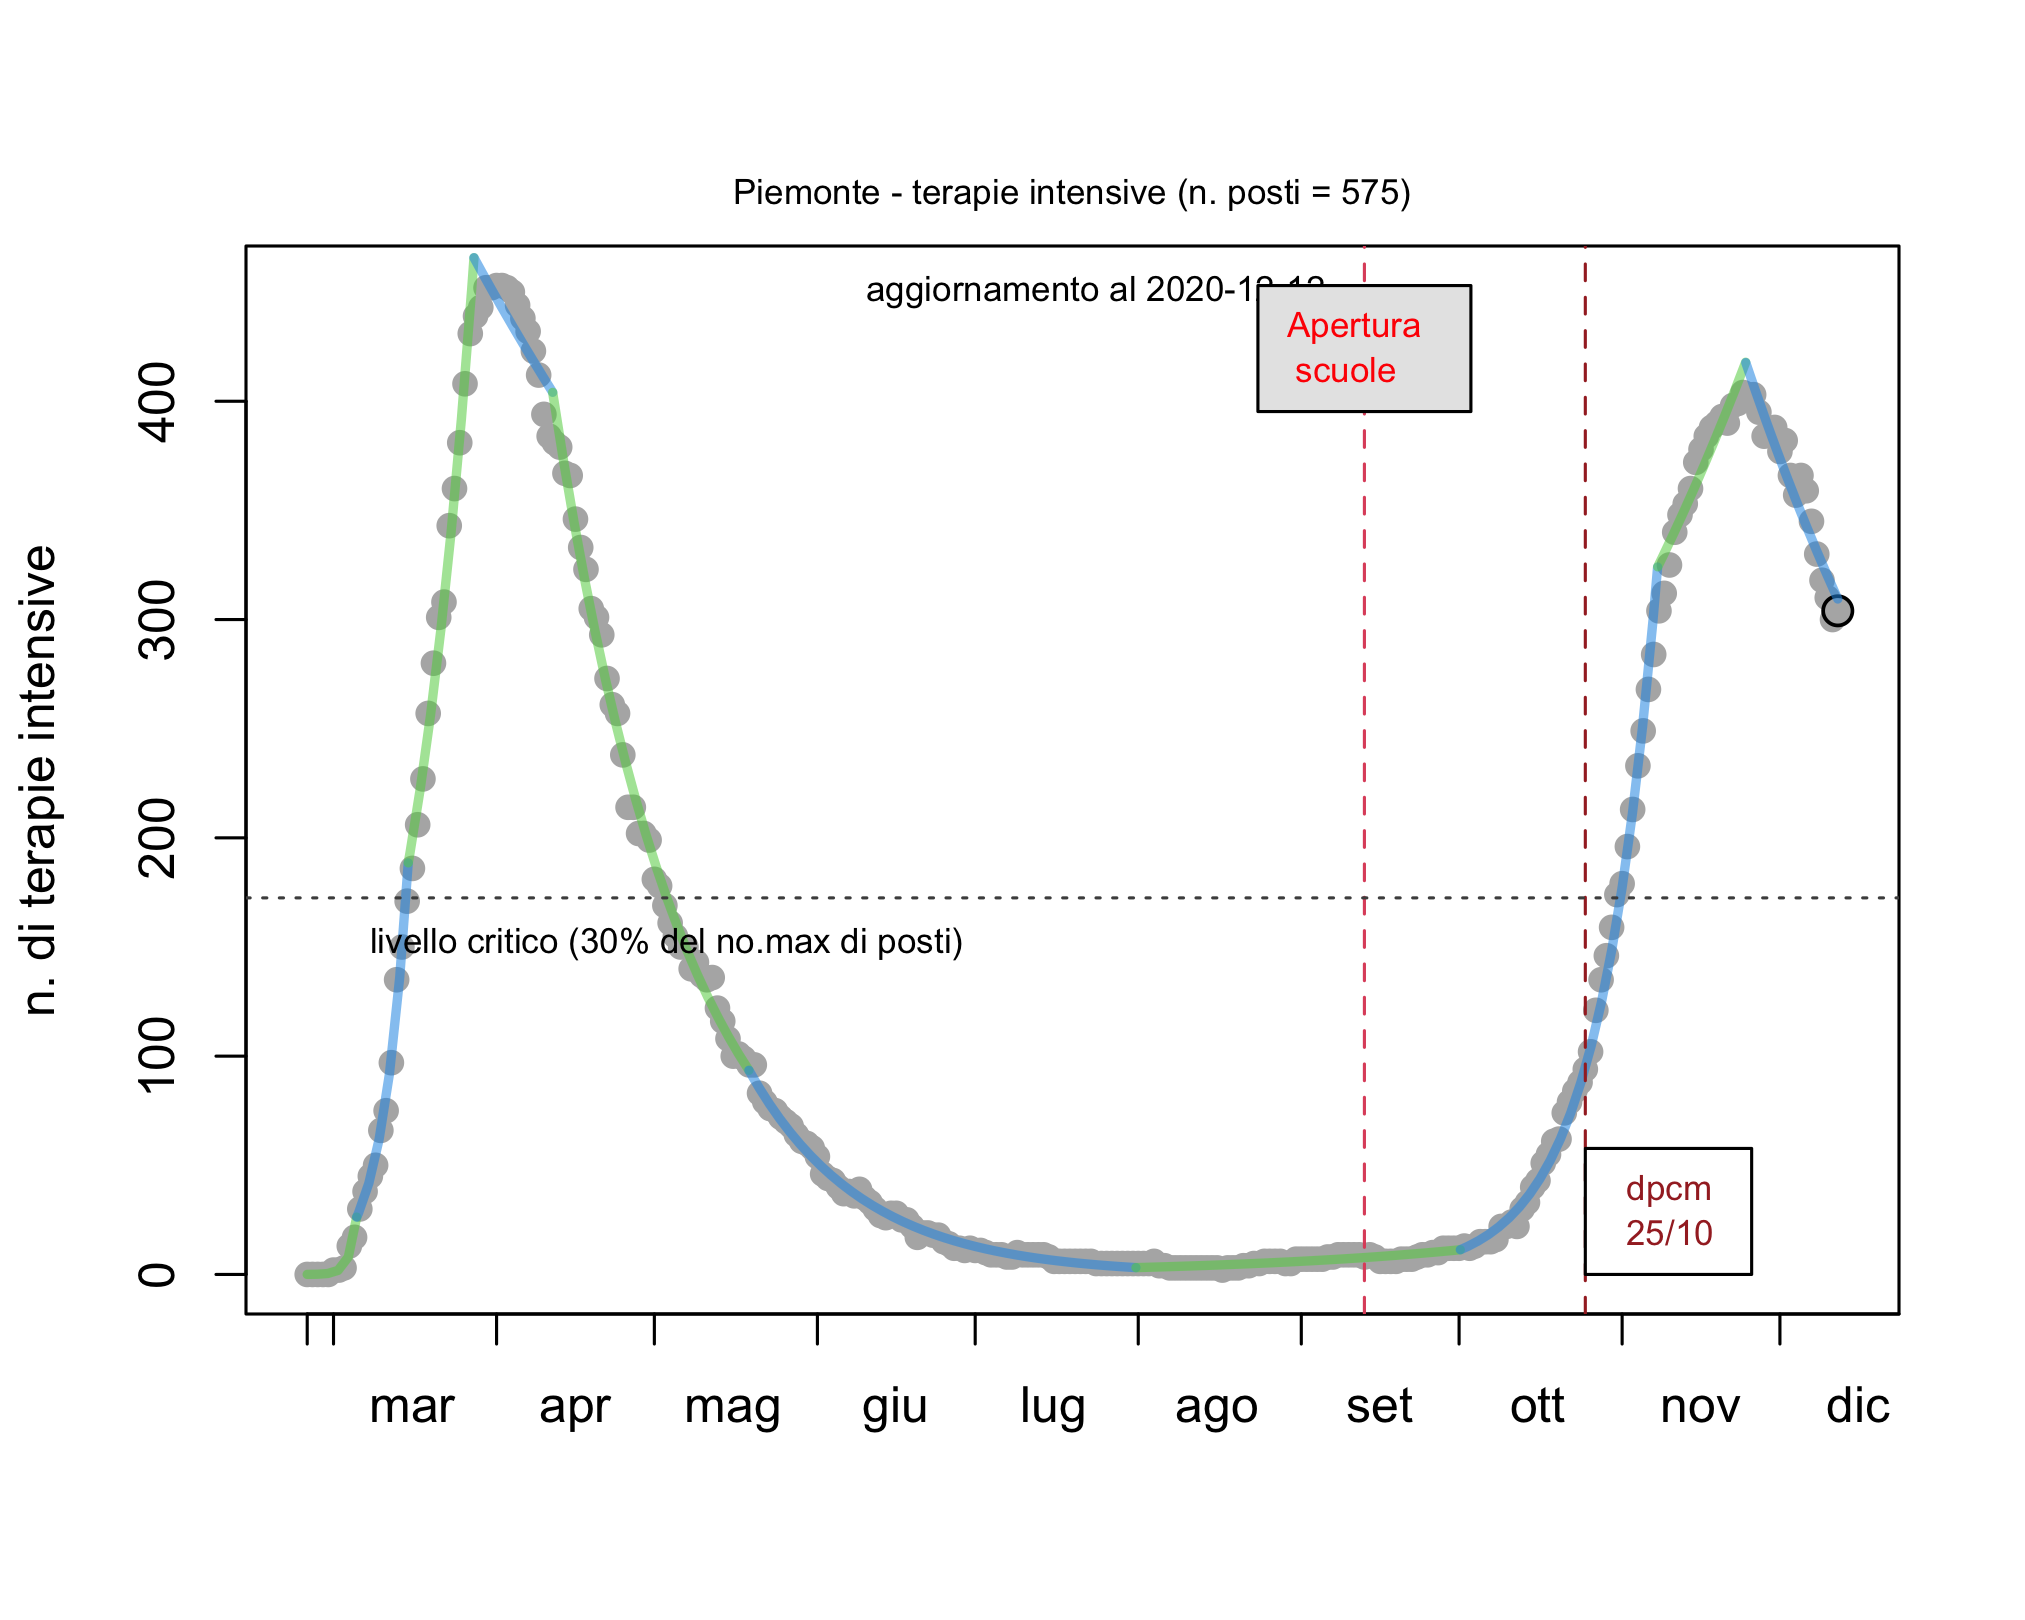 Piemonte - terapie intensive (n. posti = 575)
aggiornamento al
Apertura
scuole
n. di terapie intensive
400
300
200
100
0
livello critico (30% del no.max di posti)
dpcm
25/10
mar apr mag giu lug ago set ott nov dic